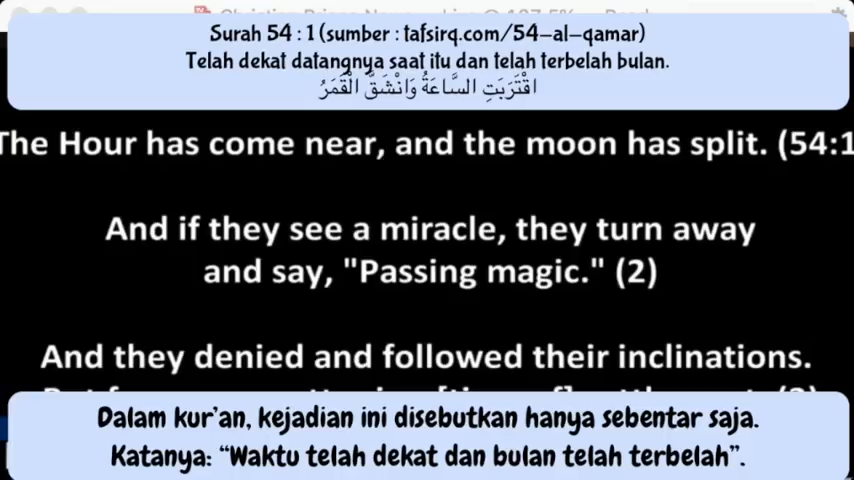 Surah 54 : 1 (sumber : tafsirq.com/54-al-qamar)
Telah dekat datangnya saat itu dan telah terbelah bulan.
اقْتَرَبَتِ السَّاعَةُ وَانْشَقَّ الْقَمَرُ
The Hour has come near, and the moon has split. (54:1
And if they see a miracle, they turn away
and say, "Passing magic." (2)
And they denied and followed their inclinations.
Dalam kur'an, kejadian ini disebutkan hanya sebentar saja.
Katanya: "Waktu telah dekat dan bulan telah terbelah".